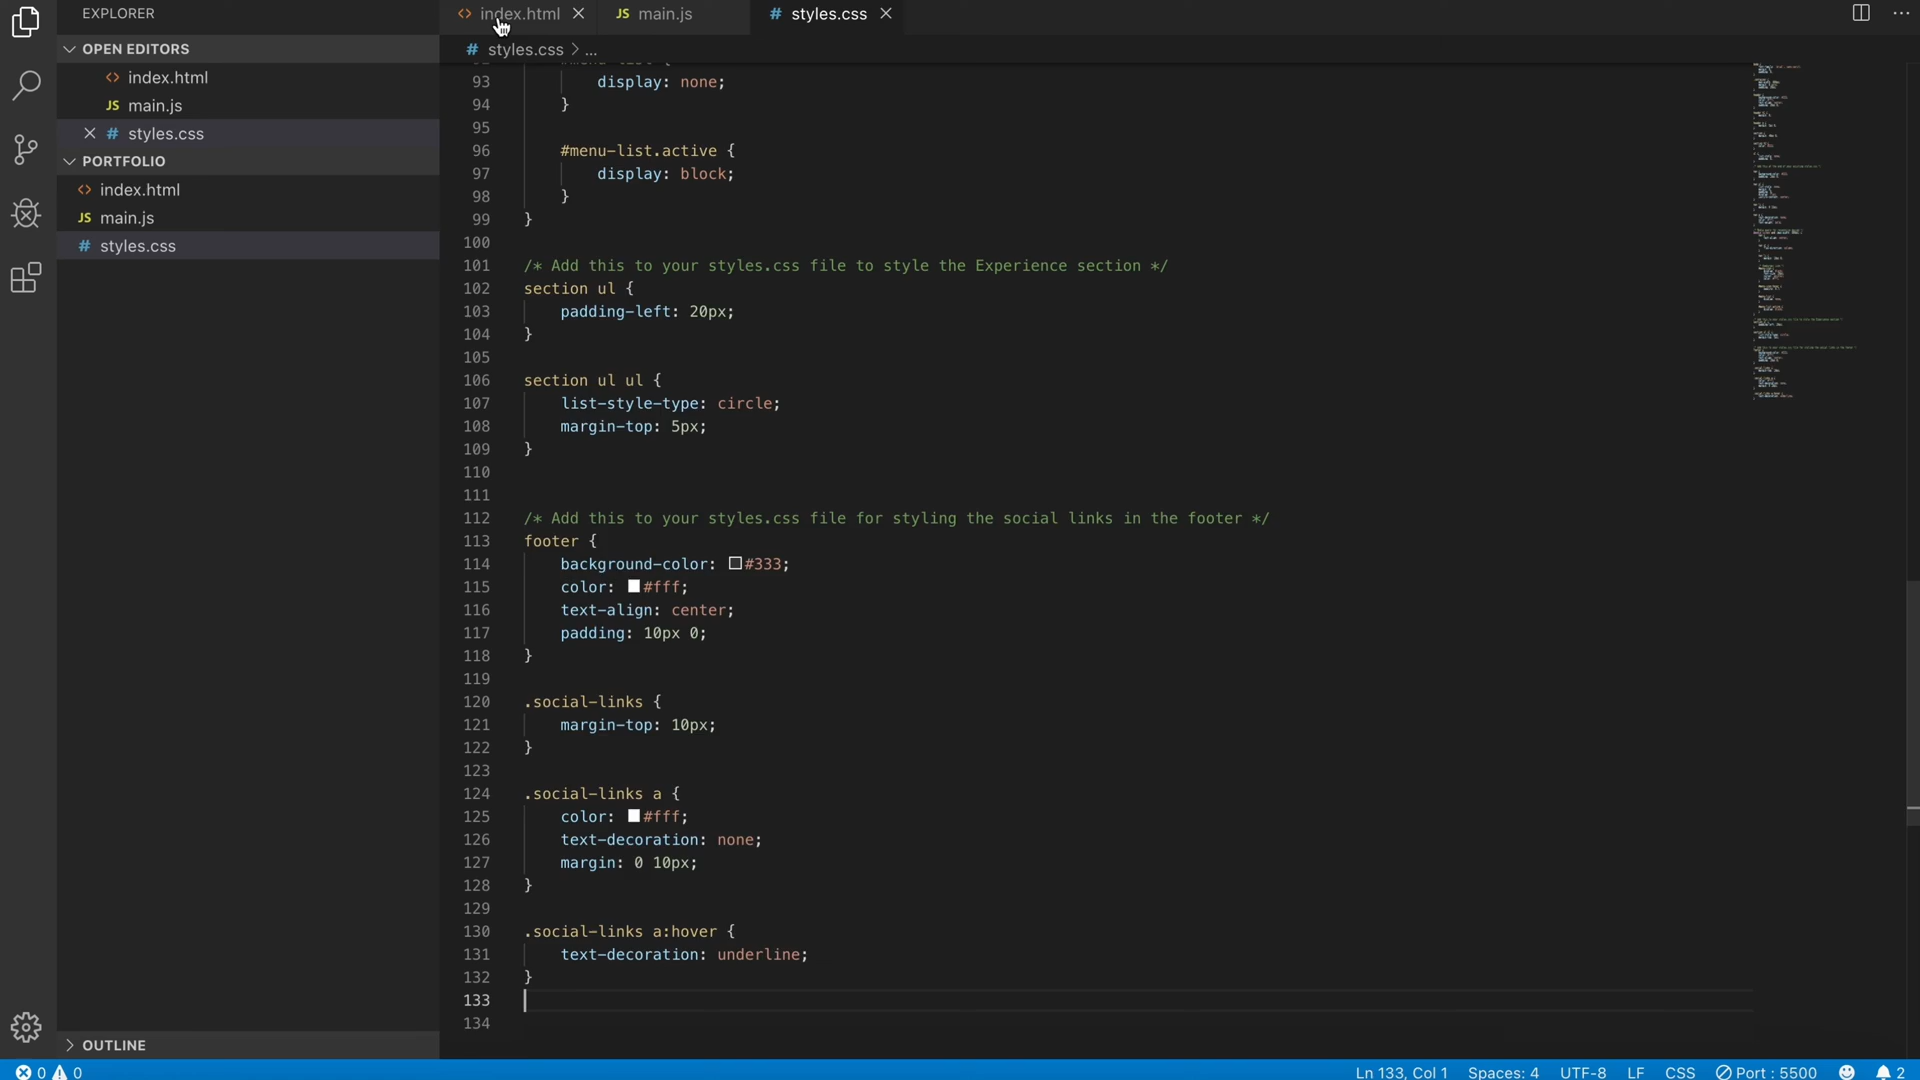 EXPLORER
OPEN EDITORS
<> index.html
JS main.js
# styles.css
PORTFOLIO
<> index.html
JS main.js
# styles.css
OUTLINE
<> index.html
JS main.js
# styles.css
# styles.css > ...
93 display: none;
94 }
95
96 #menu-list.active {
97 display: block;
98 }
99 }
100
101 /* Add this to your styles.css file to style the Experience section */
102 section ul {
103 padding-left: 20px;
104 }
105
106 section ul ul {
107 list-style-type: circle;
108 margin-top: 5px;
109 }
110
111
112 /* Add this to your styles.css file for styling the social links in the footer */
113 footer {
114 background-color: #333;
115 color: #fff;
116 text-align: center;
117 padding: 10px 0;
118 }
119
120 .social-links {
121 margin-top: 10px;
122 }
123
124 .social-links a {
125 color: #fff;
126 text-decoration: none;
127 margin: 0 10px;
128 }
129
130 .social-links a:hover {
131 text-decoration: underline;
132 }
133
134
0 0 Ln 133, Col 1 Spaces: 4 UTF-8 LF CSS Port : 5500 2